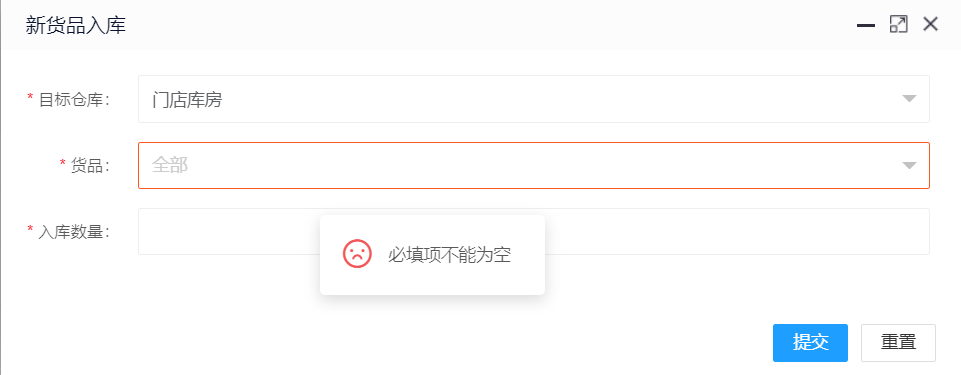 新货品入库
* 目标仓库：
门店库房
* 货品：
全部
* 入库数量：
必填项不能为空
提交
重置